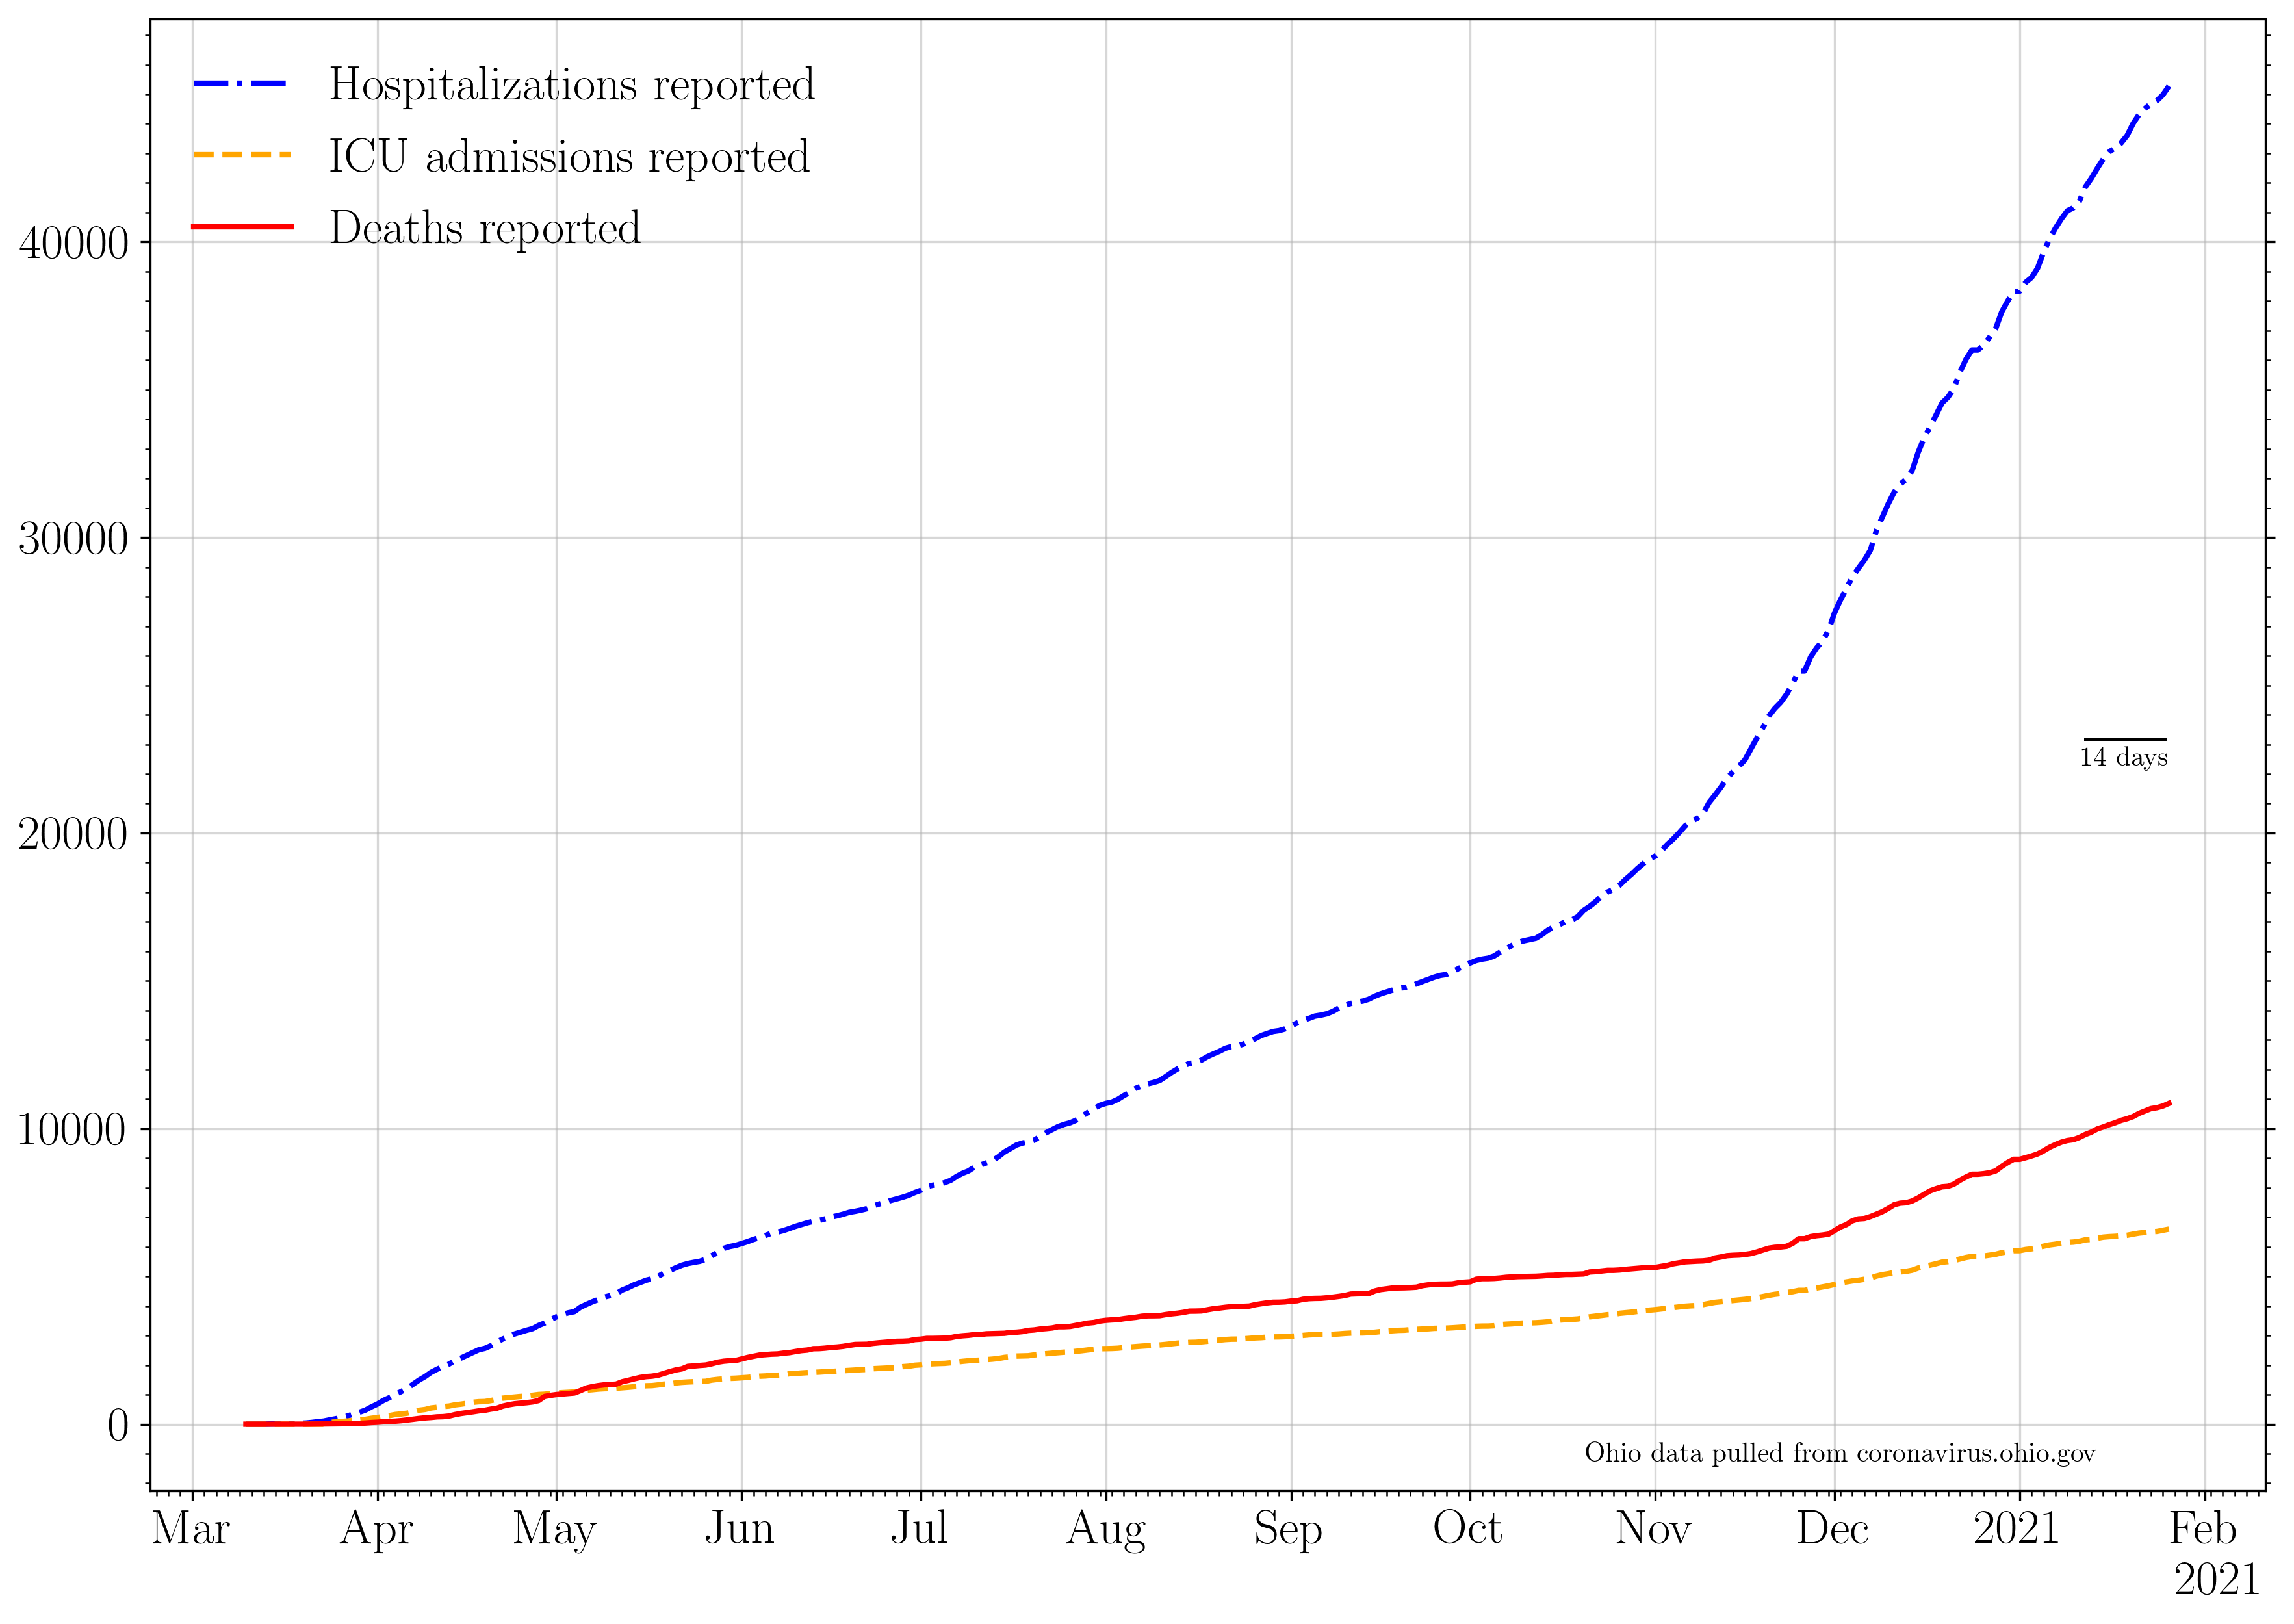 Hospitalizations reported
ICU admissions reported
Deaths reported
40000
30000
20000
10000
0
14 days
Ohio data pulled from coronavirus.ohio.gov
Mar Apr May Jun Jul Aug Sep Oct Nov Dec 2021 Feb
2021